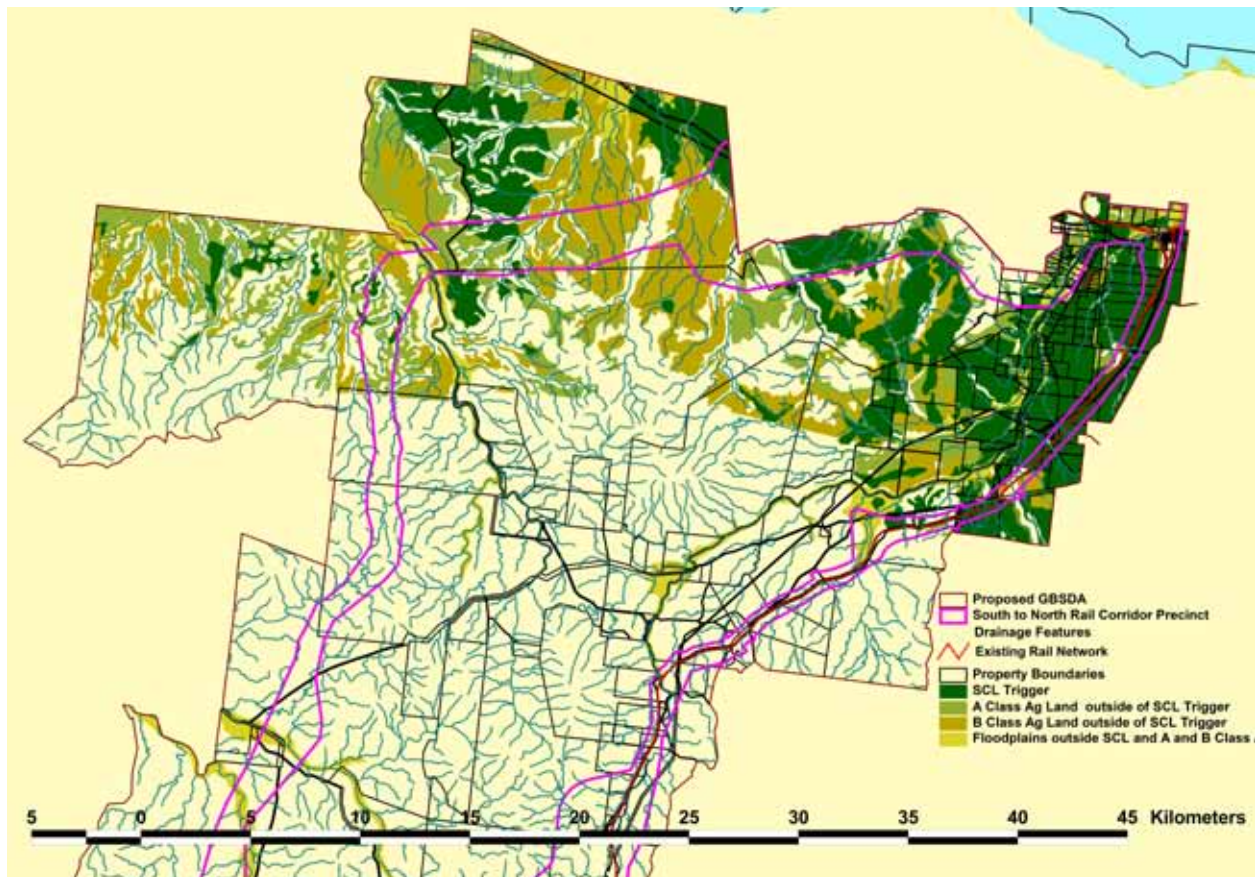 Proposed GBSDA
South to North Rail Corridor Precinct
Drainage Features
Existing Rail Network
Property Boundaries
SCL Trigger
A Class Ag Land outside of SCL Trigger
B Class Ag Land outside of SCL Trigger
Floodplains outside SCL and A and B Class
5 0 5 10 15 20 25 30 35 40 45 Kilometers